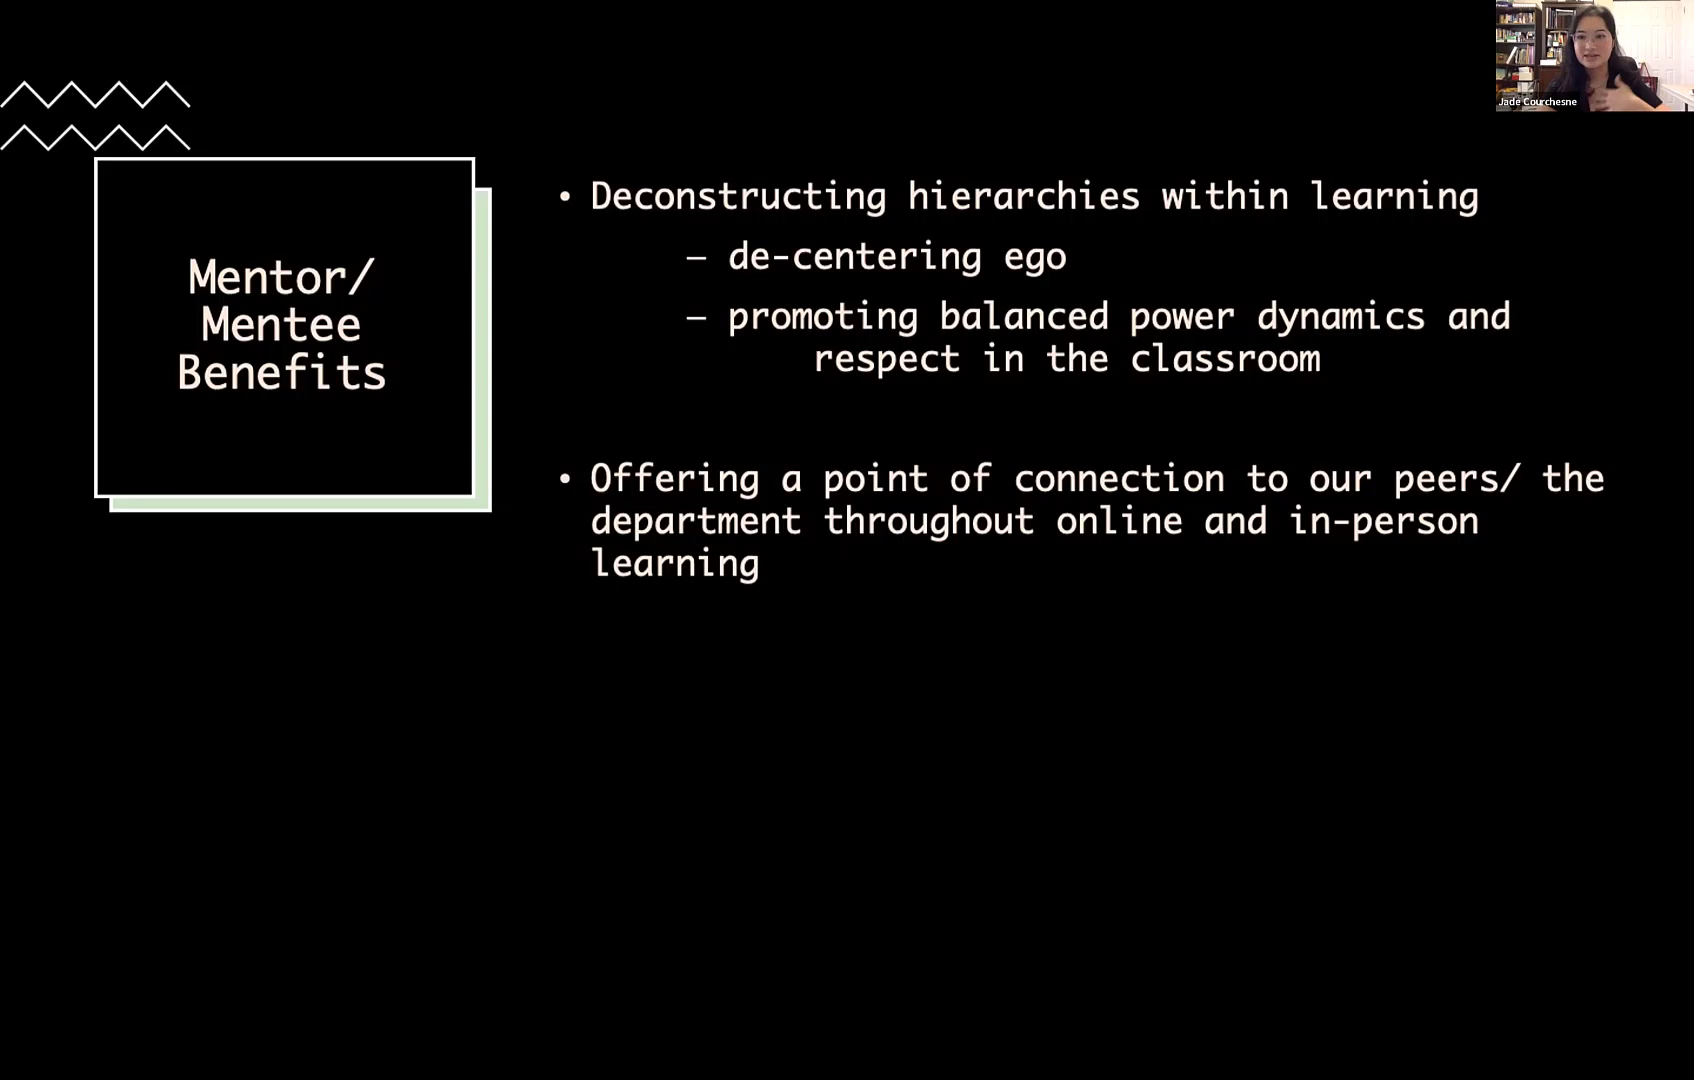 Jade Courchesne
Mentor/
Mentee
Benefits
• Deconstructing hierarchies within learning
– de-centering ego
– promoting balanced power dynamics and
respect in the classroom
• Offering a point of connection to our peers/ the
department throughout online and in-person
learning